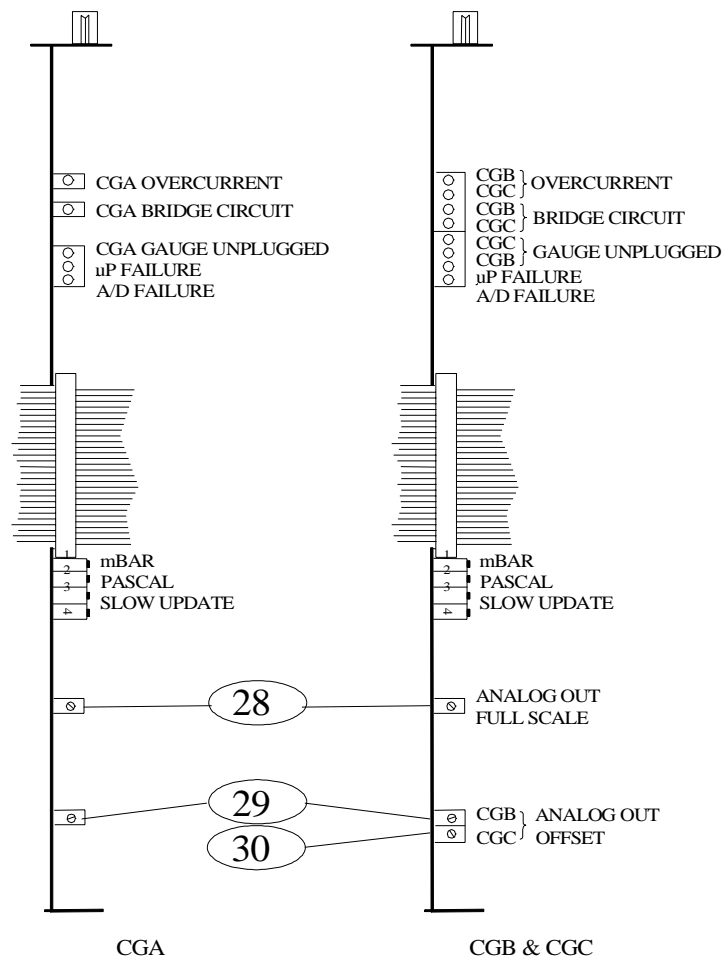 CGA OVERCURRENT
CGA BRIDGE CIRCUIT
CGA GAUGE UNPLUGGED
µP FAILURE
A/D FAILURE
1
2
3
4
mBAR
PASCAL
SLOW UPDATE
CGA
CGB
CGC
OVERCURRENT
CGB
CGC
BRIDGE CIRCUIT
CGC
CGB
GAUGE UNPLUGGED
µP FAILURE
A/D FAILURE
1
2
3
4
mBAR
PASCAL
SLOW UPDATE
28
ANALOG OUT
FULL SCALE
29
30
CGB
CGC
ANALOG OUT
OFFSET
CGB & CGC